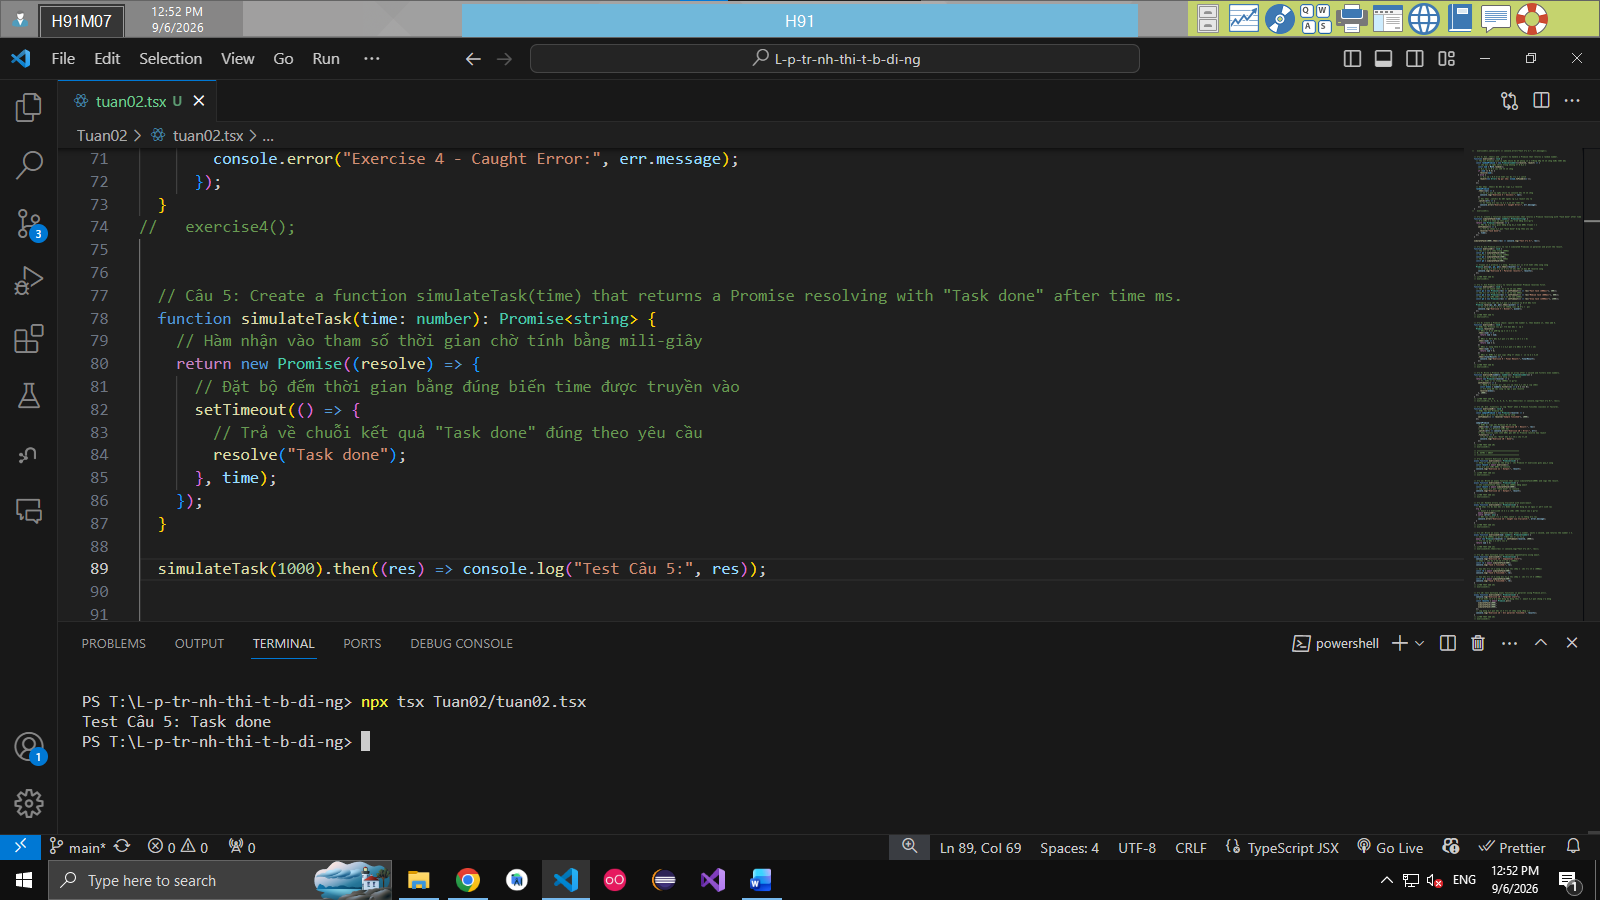 H91M07
12:52 PM
9/6/2026
H91
Q W
A S
File Edit Selection View Go Run ...
L-p-tr-nh-thi-t-b-di-ng
tuan02.tsx U
Tuan02 > tuan02.tsx > ...
71 console.error("Exercise 4 - Caught Error:", err.message);
72 });
73 }
74 // exercise4();
75
76
77 // Câu 5: Create a function simulateTask(time) that returns a Promise resolving with "Task done" after time ms.
78 function simulateTask(time: number): Promise<string> {
79 // Hàm nhận vào tham số thời gian chờ tính bằng mili-giây
80 return new Promise((resolve) => {
81 // Đặt bộ đếm thời gian bằng đúng biến time được truyền vào
82 setTimeout(() => {
83 // Trả về chuỗi kết quả "Task done" đúng theo yêu cầu
84 resolve("Task done");
85 }, time);
86 });
87 }
88
89 simulateTask(1000).then((res) => console.log("Test Câu 5:", res));
90
91
3
PROBLEMS OUTPUT TERMINAL PORTS DEBUG CONSOLE
powershell
PS T:\L-p-tr-nh-thi-t-b-di-ng> npx tsx Tuan02/tuan02.tsx
Test Câu 5: Task done
PS T:\L-p-tr-nh-thi-t-b-di-ng>
1
main* 0 0 0
Ln 89, Col 69 Spaces: 4 UTF-8 CRLF TypeScript JSX Go Live Prettier
Type here to search
ENG
12:52 PM
9/6/2026
1